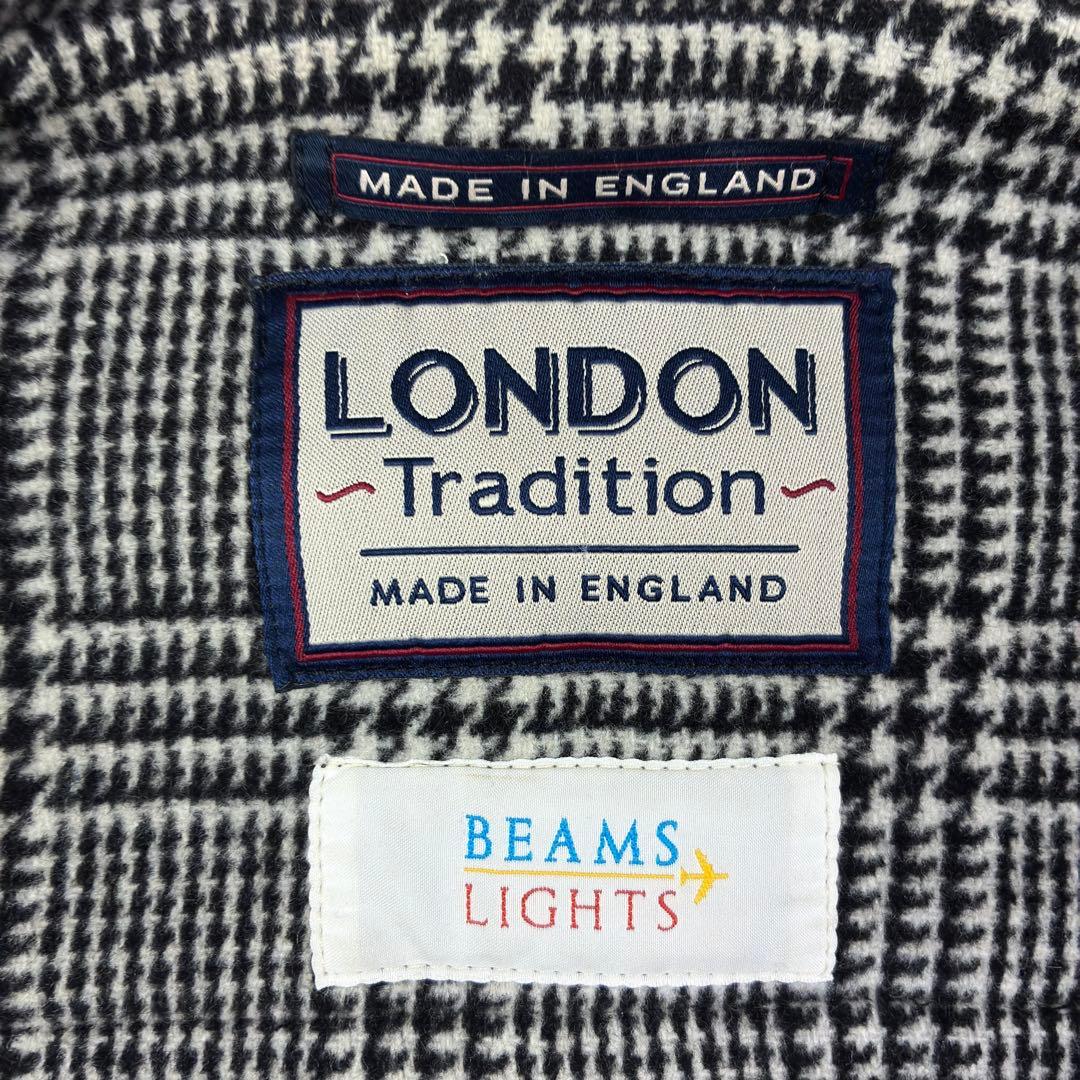 MADE IN ENGLAND
LONDON
Tradition
MADE IN ENGLAND
BEAMS
LIGHTS